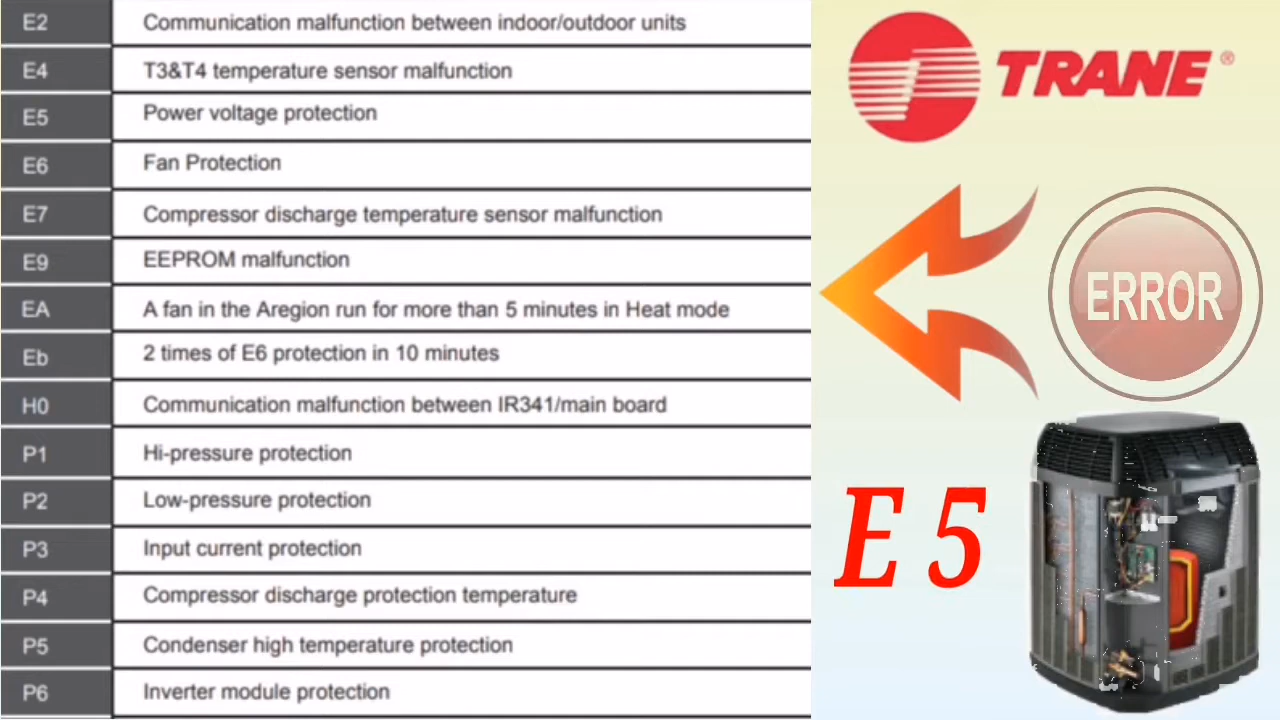 E2 Communication malfunction between indoor/outdoor units
E4 T3&T4 temperature sensor malfunction
E5 Power voltage protection
E6 Fan Protection
E7 Compressor discharge temperature sensor malfunction
E9 EEPROM malfunction
EA A fan in the Aregion run for more than 5 minutes in Heat mode
Eb 2 times of E6 protection in 10 minutes
H0 Communication malfunction between IR341/main board
P1 Hi-pressure protection
P2 Low-pressure protection
P3 Input current protection
P4 Compressor discharge protection temperature
P5 Condenser high temperature protection
P6 Inverter module protection
TRANE®
ERROR
E 5